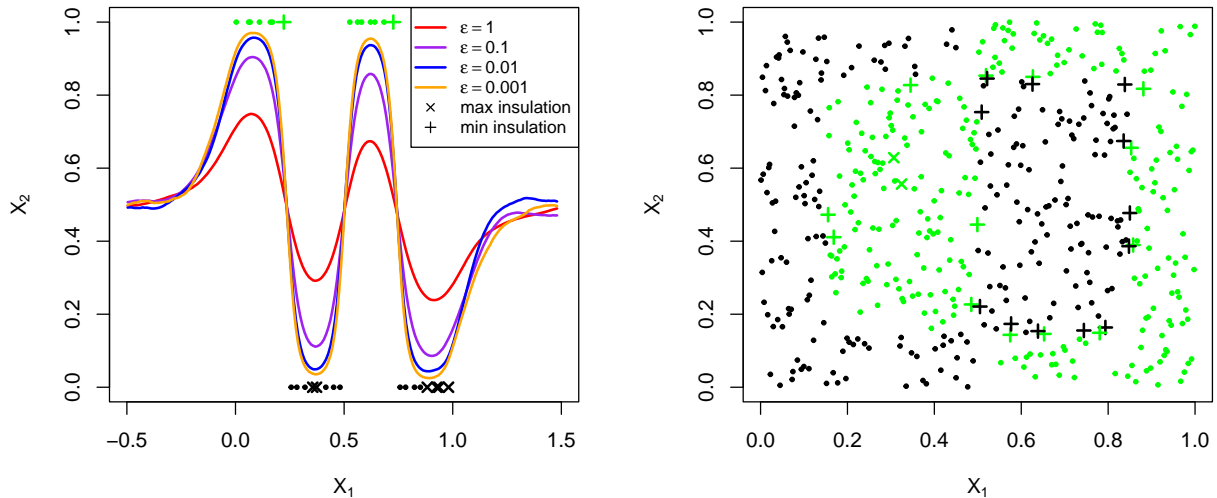 ε = 1
ε = 0.1
ε = 0.01
ε = 0.001
max insulation
min insulation
X₂
1.0
0.8
0.6
0.4
0.2
0.0
−0.5 0.0 0.5 1.0 1.5
X₁
X₂
1.0
0.8
0.6
0.4
0.2
0.0
0.0 0.2 0.4 0.6 0.8 1.0
X₁